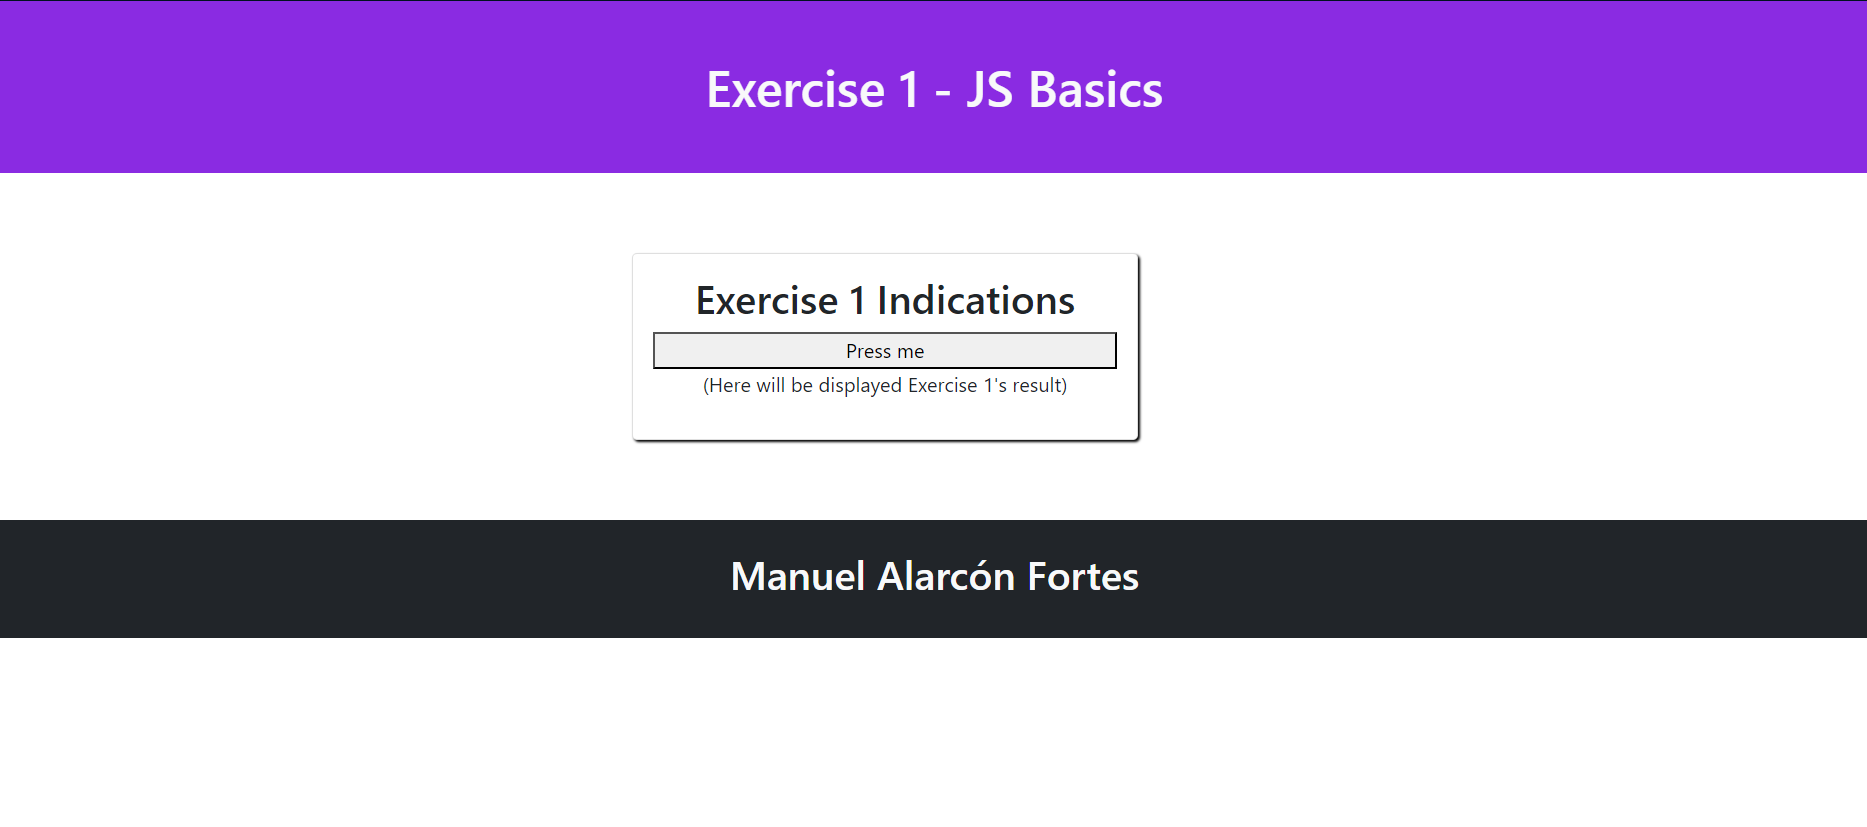 Exercise 1 - JS Basics
Exercise 1 Indications
Press me
(Here will be displayed Exercise 1's result)
Manuel Alarcón Fortes